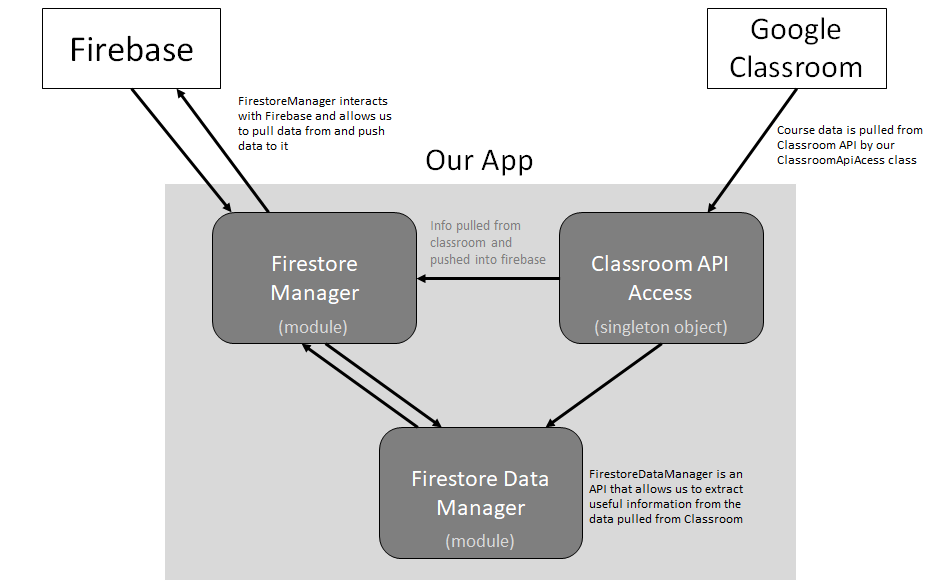 Firebase
Google
Classroom
FirestoreManager interacts
with Firebase and allows us
to pull data from and push
data to it
Course data is pulled from
Classroom API by our
ClassroomApiAcess class
Our App
Info pulled from
classroom and
pushed into firebase
Firestore
Manager
(module)
Classroom API
Access
(singleton object)
Firestore Data
Manager
(module)
FirestoreDataManager is an
API that allows us to extract
useful information from the
data pulled from Classroom